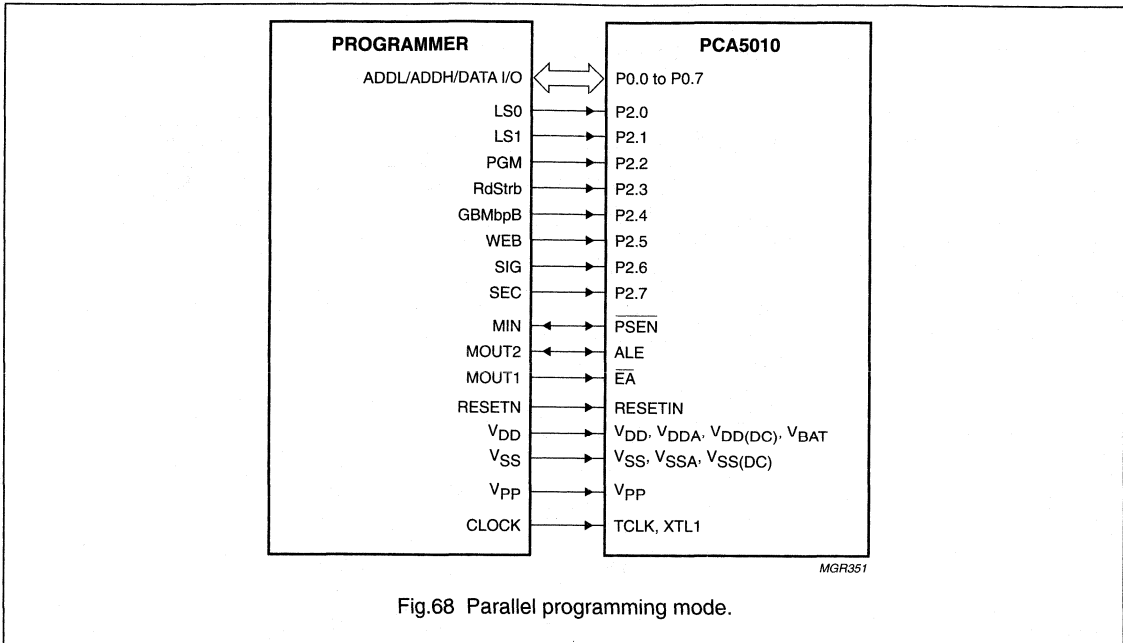 PROGRAMMER PCA5010
ADDL/ADDH/DATA I/O P0.0 to P0.7
LS0 P2.0
LS1 P2.1
PGM P2.2
RdStrb P2.3
GBMbpB P2.4
WEB P2.5
SIG P2.6
SEC P2.7
MIN P̅S̅E̅N̅
MOUT2 ALE
MOUT1 E̅A̅
RESETN RESETIN
VDD VDD, VDDA, VDD(DC), VBAT
VSS VSS, VSSA, VSS(DC)
VPP VPP
CLOCK TCLK, XTL1
MGR351
Fig.68 Parallel programming mode.